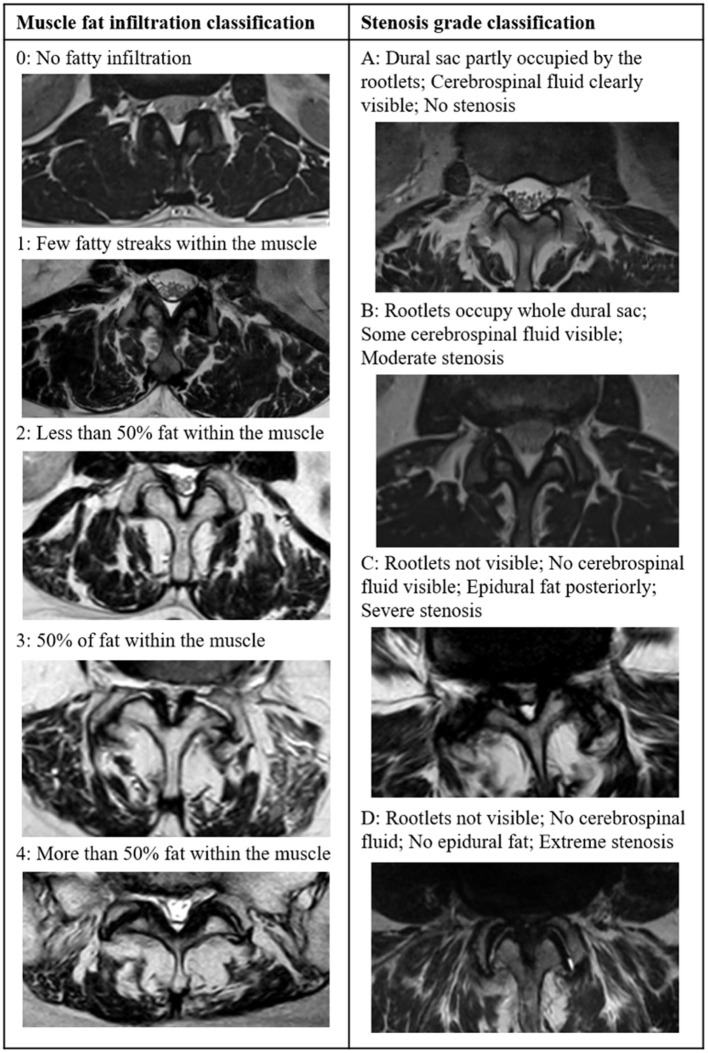 Muscle fat infiltration classification
0: No fatty infiltration
1: Few fatty streaks within the muscle
2: Less than 50% fat within the muscle
3: 50% of fat within the muscle
4: More than 50% fat within the muscle
Stenosis grade classification
A: Dural sac partly occupied by the
rootlets; Cerebrospinal fluid clearly
visible; No stenosis
B: Rootlets occupy whole dural sac;
Some cerebrospinal fluid visible;
Moderate stenosis
C: Rootlets not visible; No cerebrospinal
fluid visible; Epidural fat posteriorly;
Severe stenosis
D: Rootlets not visible; No cerebrospinal
fluid; No epidural fat; Extreme stenosis